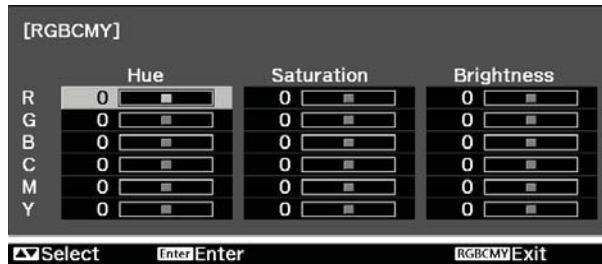 [RGBCMY]
Hue Saturation Brightness
R 0 0 0
G 0 0 0
B 0 0 0
C 0 0 0
M 0 0 0
Y 0 0 0
Select Enter Enter RGBCMY Exit